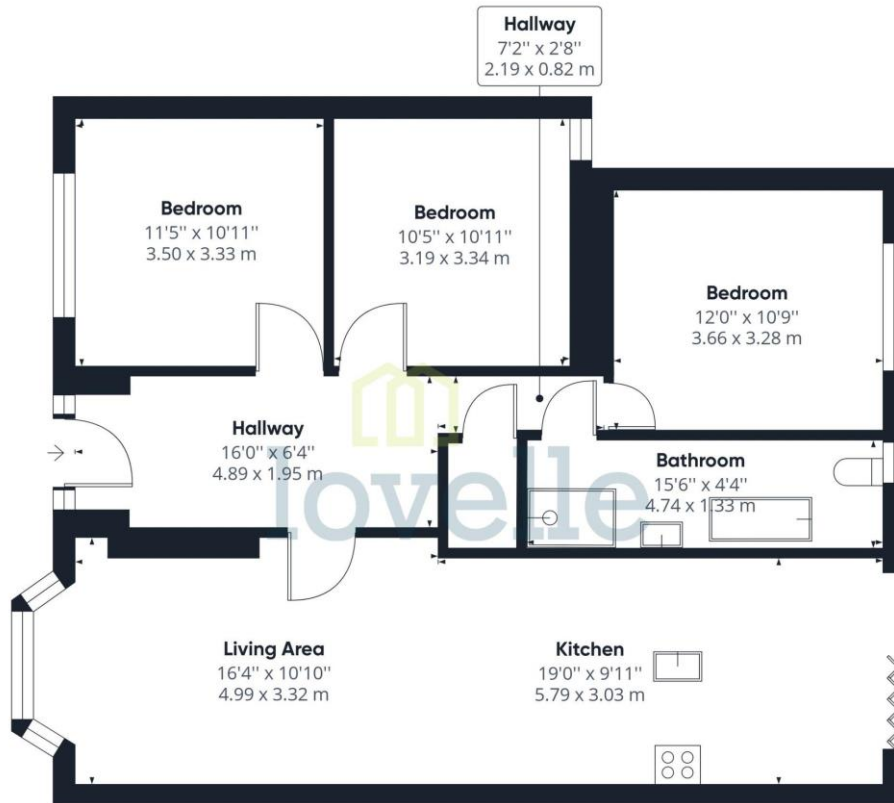 Hallway
7'2" x 2'8"
2.19 x 0.82 m
Bedroom
11'5" x 10'11"
3.50 x 3.33 m
Bedroom
10'5" x 10'11"
3.19 x 3.34 m
Bedroom
12'0" x 10'9"
3.66 x 3.28 m
Hallway
16'0" x 6'4"
4.89 x 1.95 m
Bathroom
15'6" x 4'4"
4.74 x 1.33 m
lovelle
Living Area
16'4" x 10'10"
4.99 x 3.32 m
Kitchen
19'0" x 9'11"
5.79 x 3.03 m